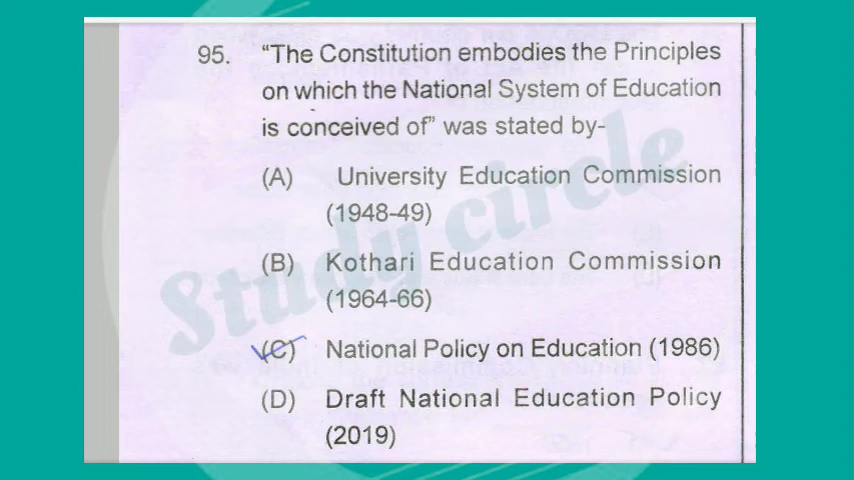 95. “The Constitution embodies the Principles
on which the National System of Education
is conceived of” was stated by-
(A) University Education Commission
(1948-49)
(B) Kothari Education Commission
(1964-66)
(C) National Policy on Education (1986)
(D) Draft National Education Policy
(2019)
Study circle